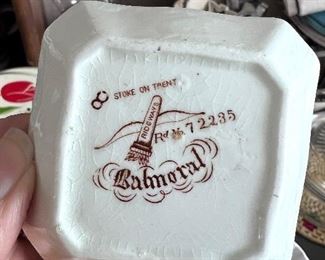 STOKE ON TRENT
RIDGWAYS
Rd No 72285
Balmoral